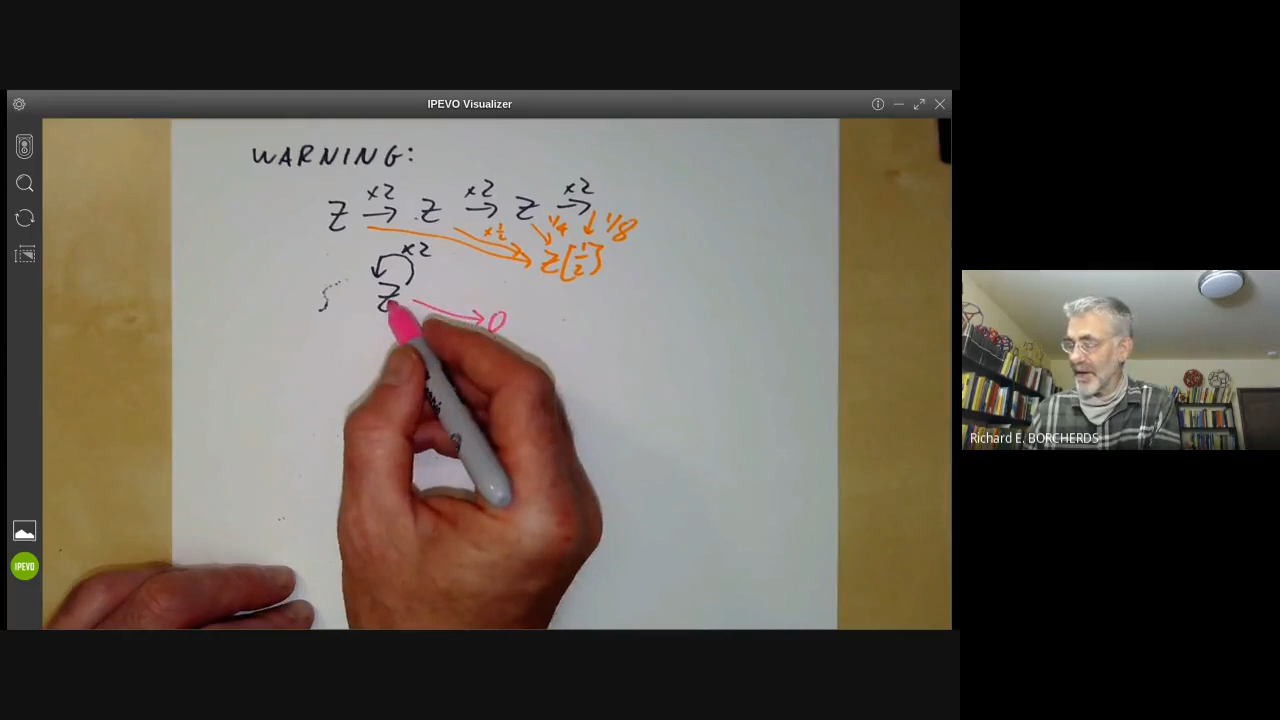 IPEVO Visualizer
WARNING:
Z ×2→ Z ×2→ Z ×2→
×1/2 1/4 1/8
Z[1/2]
×2
Z → 0
Richard E. BORCHERDS
IPEVO